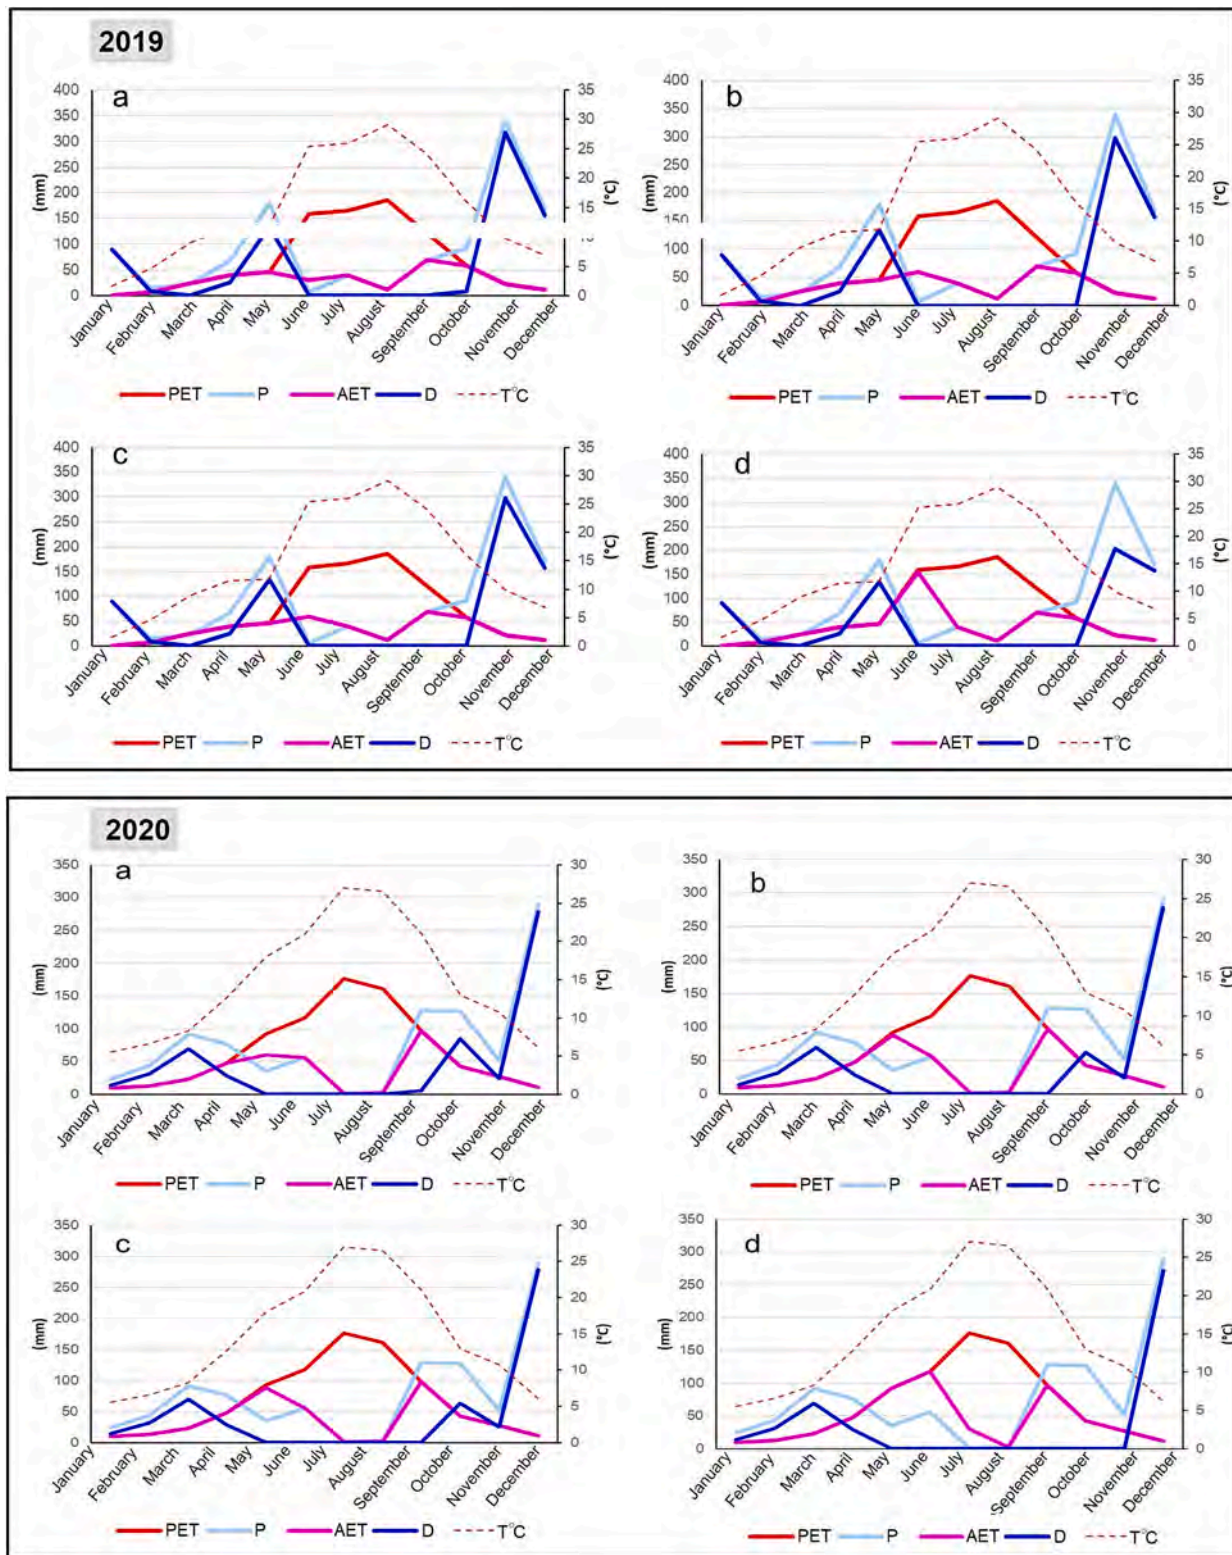 2019
a
400
350
300
250
200
150
100
50
0
(mm)
35
30
25
20
15
10
5
0
(°C)
January
February
March
April
May
June
July
August
September
October
November
December
PET P AET D T°C
b
400
350
300
250
200
150
100
50
0
(mm)
35
30
25
20
15
10
5
0
(°C)
January
February
March
April
May
June
July
August
September
October
November
December
PET P AET D T°C
c
400
350
300
250
200
150
100
50
0
(mm)
35
30
25
20
15
10
5
0
(°C)
January
February
March
April
May
June
July
August
September
October
November
December
PET P AET D T°C
d
400
350
300
250
200
150
100
50
0
(mm)
35
30
25
20
15
10
5
0
(°C)
January
February
March
April
May
June
July
August
September
October
November
December
PET P AET D T°C
2020
a
350
300
250
200
150
100
50
0
(mm)
30
25
20
15
10
5
0
(°C)
January
February
March
April
May
June
July
August
September
October
November
December
PET P AET D T°C
b
350
300
250
200
150
100
50
0
(mm)
30
25
20
15
10
5
0
(°C)
January
February
March
April
May
June
July
August
September
October
November
December
PET P AET D T°C
c
350
300
250
200
150
100
50
0
(mm)
30
25
20
15
10
5
0
(°C)
January
February
March
April
May
June
July
August
September
October
November
December
PET P AET D T°C
d
350
300
250
200
150
100
50
0
(mm)
30
25
20
15
10
5
0
(°C)
January
February
March
April
May
June
July
August
September
October
November
December
PET P AET D T°C